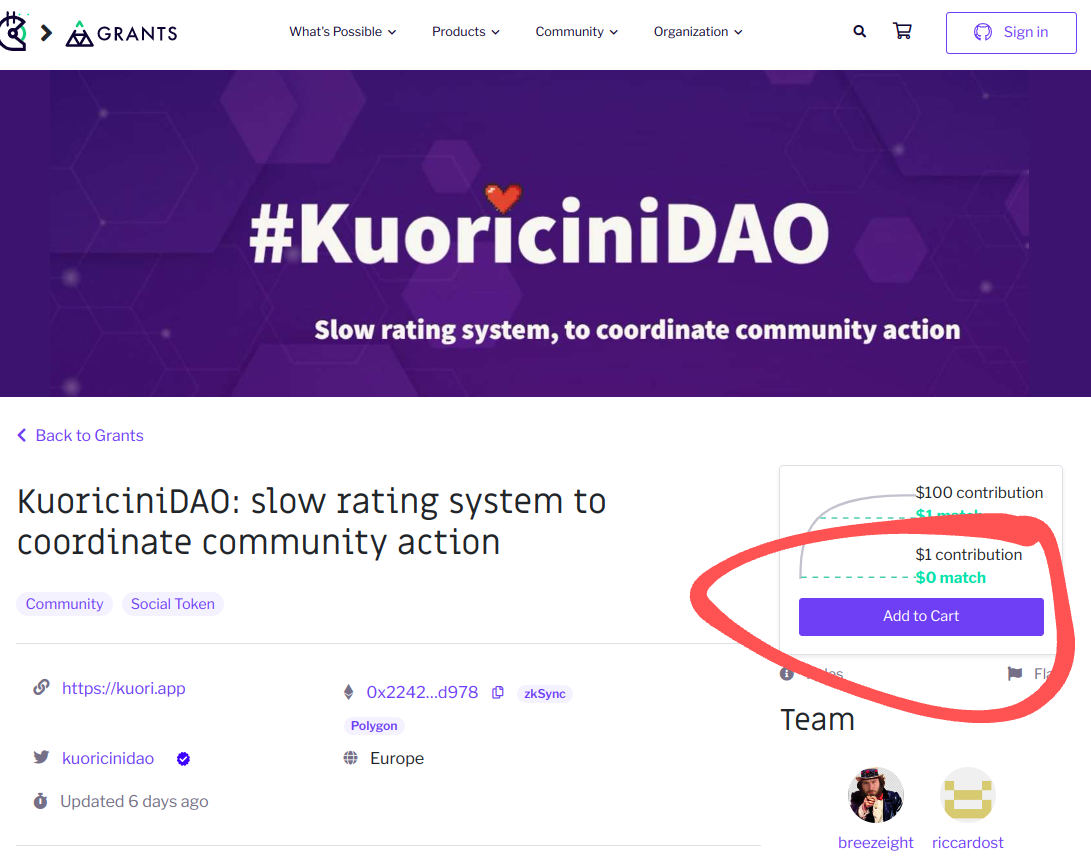 GRANTS
What's Possible
Products
Community
Organization
Sign in
#KuoriciniDAO
Slow rating system, to coordinate community action
Back to Grants
KuoriciniDAO: slow rating system to
coordinate community action
Community
Social Token
https://kuori.app
0x2242...d978
zkSync
Polygon
kuoricinidao
Europe
Updated 6 days ago
$100 contribution
$1 match
$1 contribution
$0 match
Add to Cart
Team
breezeight
riccardost